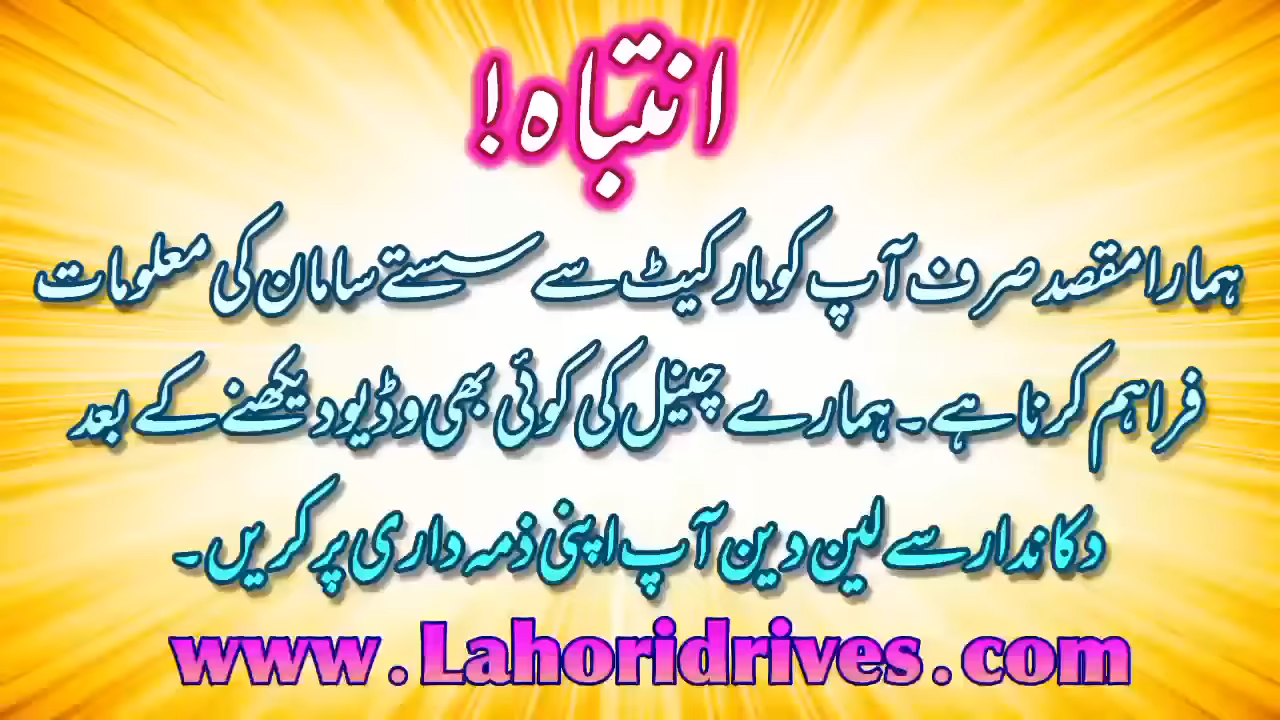 انتباہ!
ہمارا مقصد صرف آپ کو مارکیٹ سے سستے سامان کی معلومات
فراہم کرنا ہے۔ ہمارے چینل کی کوئی بھی وڈیو دیکھنے کے بعد
دکاندار سے لین دین آپ اپنی ذمہ داری پر کریں۔
www.Lahoridrives.com